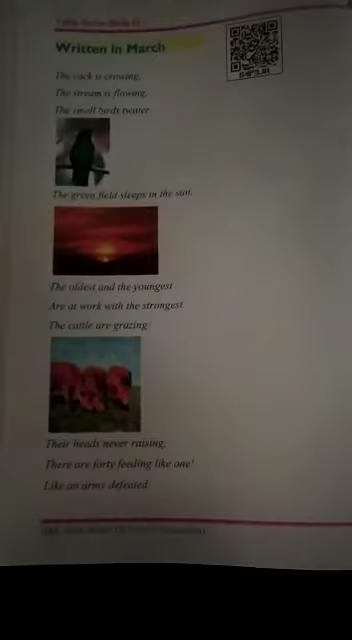 Written in March
The cock is crowing,
The stream is flowing,
The small birds twitter,
The green field sleeps in the sun,
The oldest and the youngest
Are at work with the strongest
The cattle are grazing
Their heads never raising,
There are forty feeding like one!
Like an army defeated